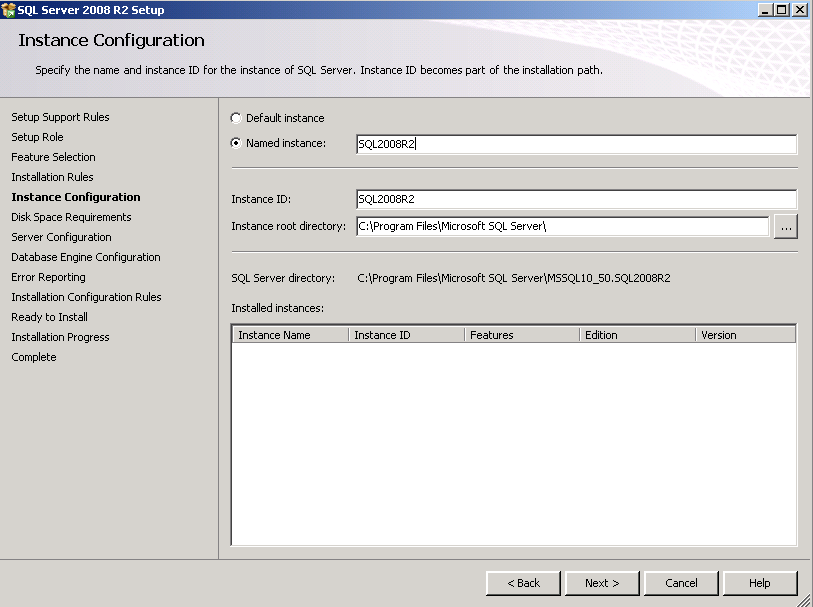 SQL Server 2008 R2 Setup
Instance Configuration
Specify the name and instance ID for the instance of SQL Server. Instance ID becomes part of the installation path.
Setup Support Rules
Setup Role
Feature Selection
Installation Rules
Instance Configuration
Disk Space Requirements
Server Configuration
Database Engine Configuration
Error Reporting
Installation Configuration Rules
Ready to Install
Installation Progress
Complete
Default instance
Named instance: SQL2008R2
Instance ID: SQL2008R2
Instance root directory: C:\Program Files\Microsoft SQL Server\ ...
SQL Server directory: C:\Program Files\Microsoft SQL Server\MSSQL10_50.SQL2008R2
Installed instances:
Instance Name Instance ID Features Edition Version
< Back Next > Cancel Help